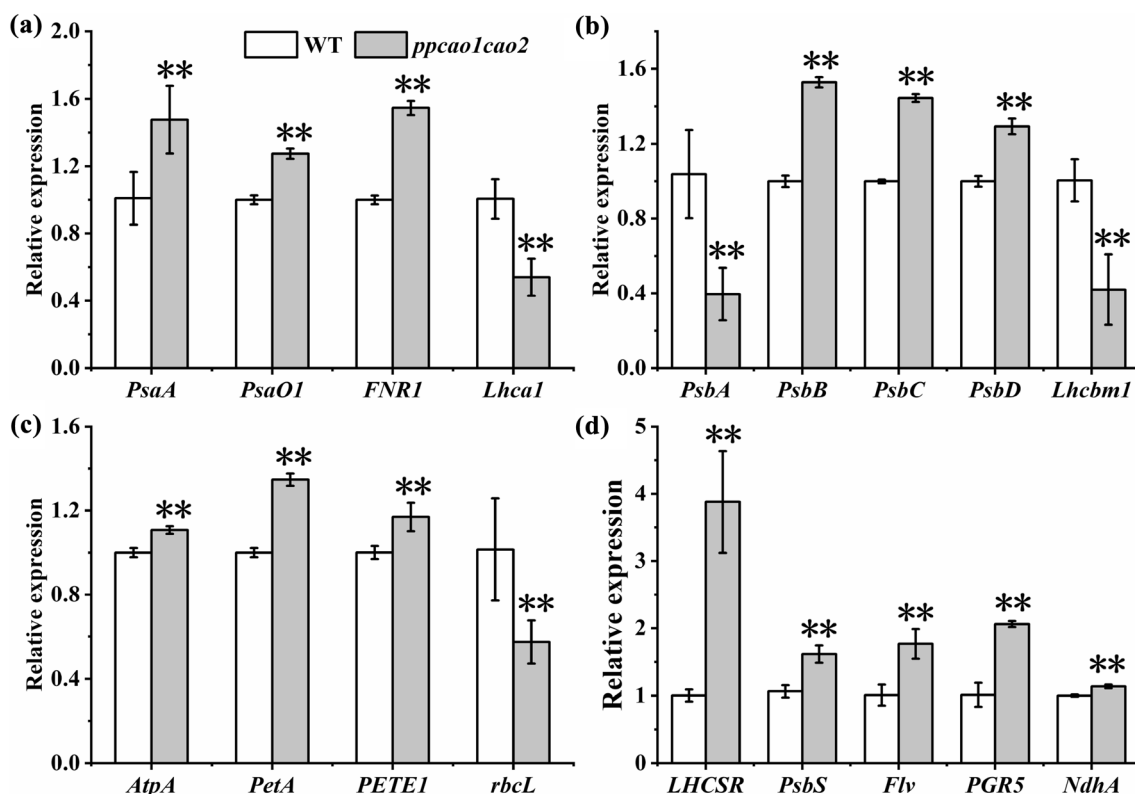 (a)
2.0
1.6
1.2
0.8
0.4
0.0
Relative expression
WT
ppcao1cao2
** ** ** **
PsaA PsaO1 FNR1 Lhca1
(b)
1.6
1.2
0.8
0.4
0.0
Relative expression
** ** ** ** **
PsbA PsbB PsbC PsbD Lhcbm1
(c)
1.6
1.2
0.8
0.4
0.0
Relative expression
** ** ** **
AtpA PetA PETE1 rbcL
(d)
5
4
3
2
1
0
Relative expression
** ** ** ** **
LHCSR PsbS Flv PGR5 NdhA